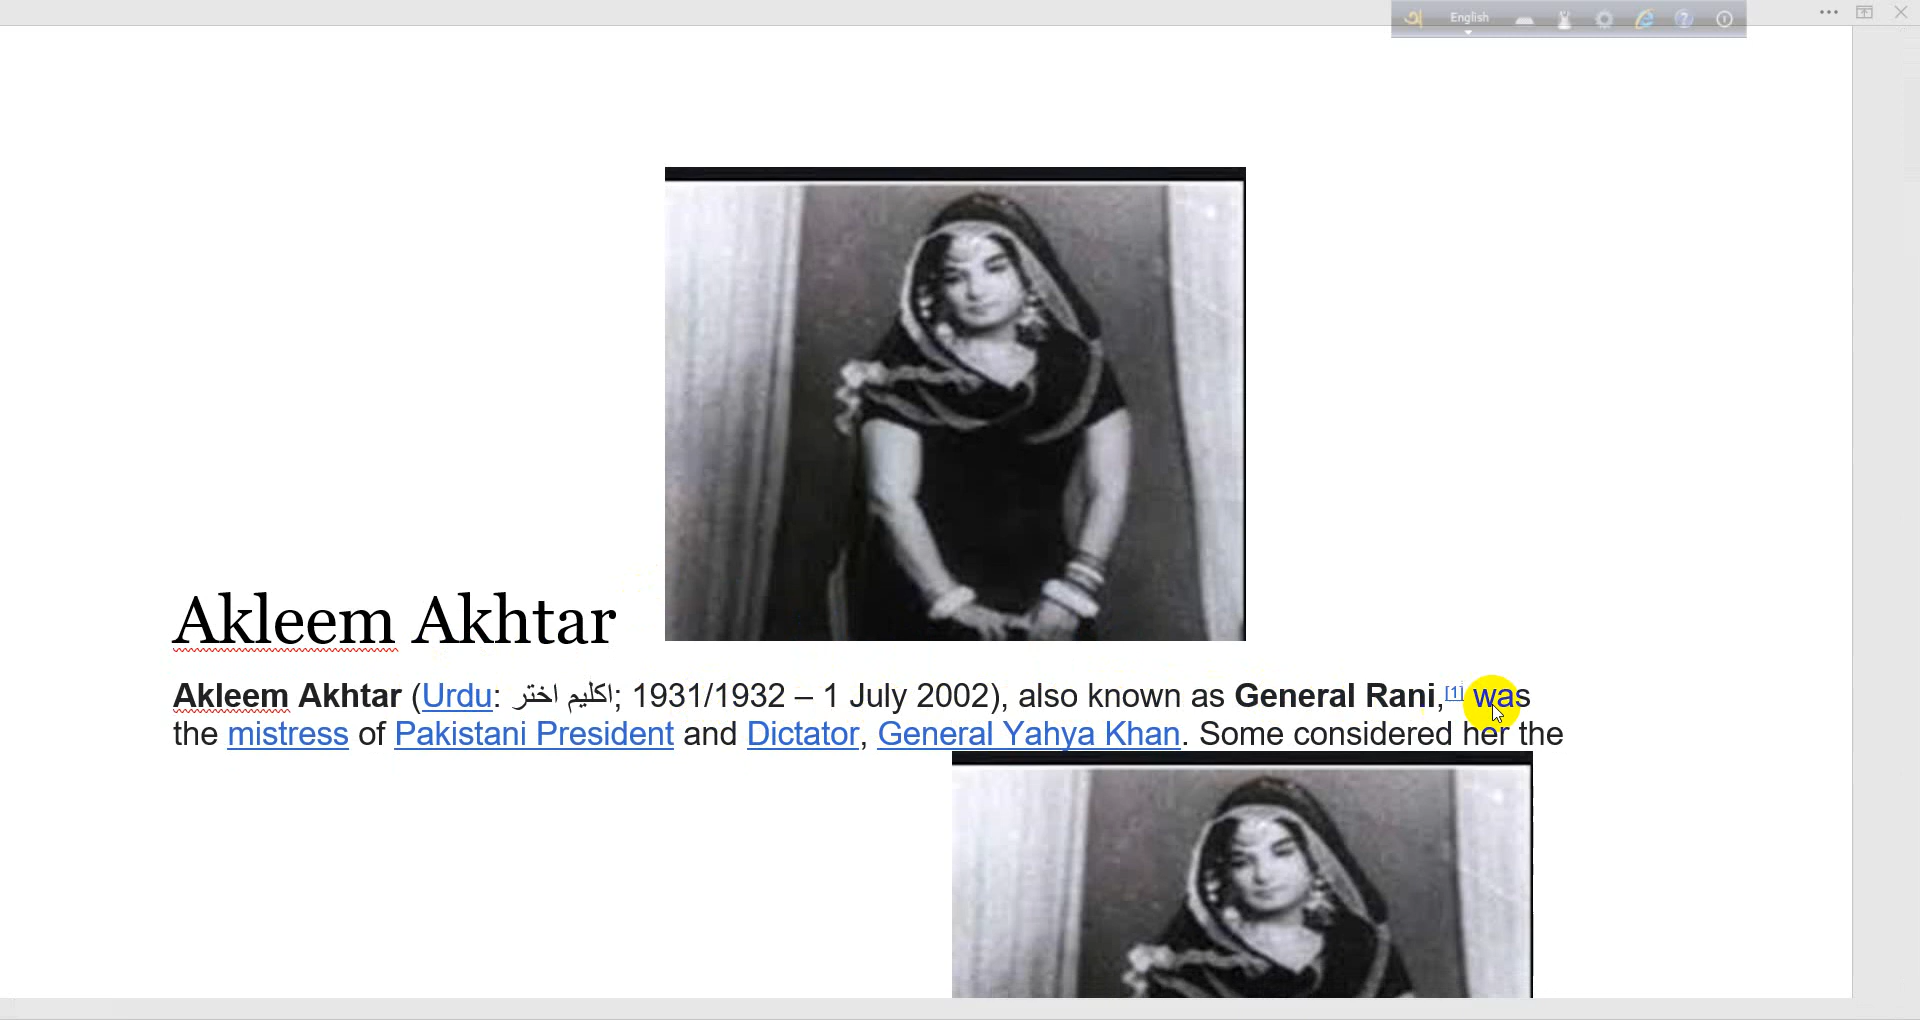 English
Akleem Akhtar
Akleem Akhtar (Urdu: اکلیم اختر; 1931/1932 – 1 July 2002), also known as General Rani,[1] was
the mistress of Pakistani President and Dictator, General Yahya Khan. Some considered her the